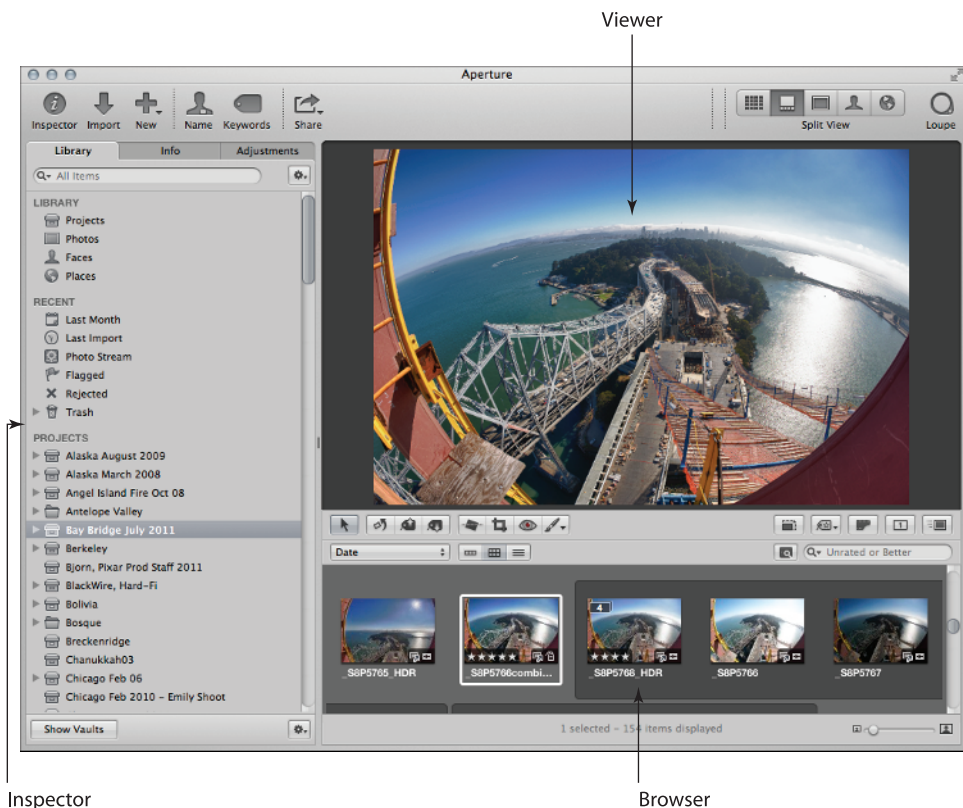 Viewer
Aperture
Inspector Import New Name Keywords Share
Split View Loupe
Library Info Adjustments
All Items
LIBRARY
Projects
Photos
Faces
Places
RECENT
Last Month
Last Import
Photo Stream
Flagged
Rejected
Trash
PROJECTS
Alaska August 2009
Alaska March 2008
Angel Island Fire Oct 08
Antelope Valley
Bay Bridge July 2011
Berkeley
Bjorn, Pixar Prod Staff 2011
BlackWire, Hard-Fi
Bolivia
Bosque
Breckenridge
Chanukkah03
Chicago Feb 06
Chicago Feb 2010 - Emily Shoot
Show Vaults
1
Date
Unrated or Better
4
_S8P5765_HDR
_S8P5766combi...
_S8P5768_HDR
_S8P5766
_S8P5767
1 selected - 154 items displayed
Inspector
Browser